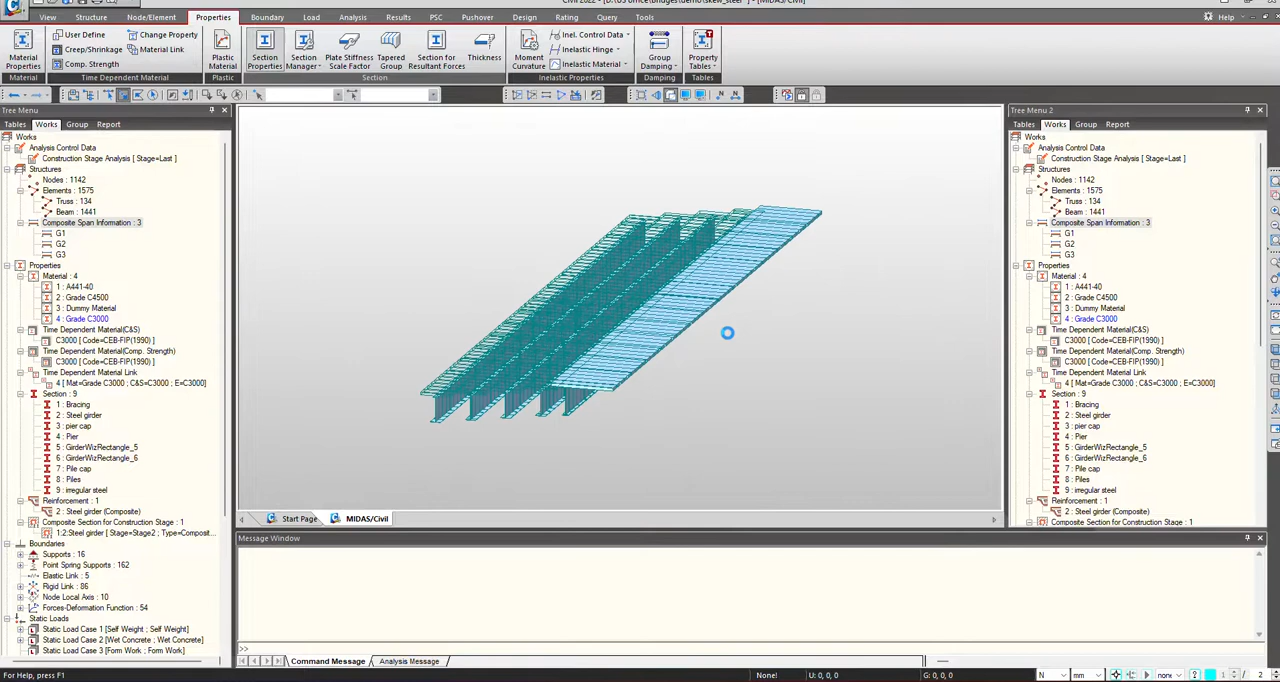 Civil 2022 - [D:\US office\Bridges\demo\skew_steel *] - [MIDAS/Civil]
View Structure Node/Element Properties Boundary Load Analysis Results PSC Pushover Design Rating Query Tools Help
Material Properties
User Define
Creep/Shrinkage
Comp. Strength
Change Property
Material Link
Plastic Material
Section Properties
Section Manager
Plate Stiffness Scale Factor
Tapered Group
Section for Resultant Forces
Thickness
Moment Curvature
Inel. Control Data
Inelastic Hinge
Inelastic Material
Group Damping
Property Tables
Material Time Dependent Material Plastic Section Inelastic Properties Damping Tables
Tree Menu
Tables Works Group Report
Works
Analysis Control Data
Construction Stage Analysis [ Stage=Last ]
Structures
Nodes : 1142
Elements : 1575
Truss : 134
Beam : 1441
Composite Span Information : 3
G1
G2
G3
Properties
Material : 4
1 : A441-40
2 : Grade C4500
3 : Dummy Material
4 : Grade C3000
Time Dependent Material(C&S)
C3000 [ Code=CEB-FIP(1990) ]
Time Dependent Material(Comp. Strength)
C3000 [ Code=CEB-FIP(1990) ]
Time Dependent Material Link
4 [ Mat=Grade C3000 ; C&S=C3000 ; E=C3000 ]
Section : 9
1 : Bracing
2 : Steel girder
3 : pier cap
4 : Pier
5 : GirderWizRectangle_5
6 : GirderWizRectangle_6
7 : Pile cap
8 : Piles
9 : irregular steel
Reinforcement : 1
2 : Steel girder (Composite)
Composite Section for Construction Stage : 1
1:2:Steel girder [ Stage=Stage2 ; Type=Composit...
Boundaries
Supports : 16
Point Spring Supports : 162
Elastic Link : 5
Rigid Link : 86
Node Local Axis : 10
Forces-Deformation Function : 54
Static Loads
Static Load Case 1 [Self Weight ; Self Weight]
Static Load Case 2 [Wet Concrete ; Wet Concrete]
Static Load Case 3 [Form Work ; Form Work]
Start Page MIDAS/Civil
Message Window
>>
Command Message Analysis Message
Tree Menu 2
Tables Works Group Report
Works
Analysis Control Data
Construction Stage Analysis [ Stage=Last ]
Structures
Nodes : 1142
Elements : 1575
Truss : 134
Beam : 1441
Composite Span Information : 3
G1
G2
G3
Properties
Material : 4
1 : A441-40
2 : Grade C4500
3 : Dummy Material
4 : Grade C3000
Time Dependent Material(C&S)
C3000 [ Code=CEB-FIP(1990) ]
Time Dependent Material(Comp. Strength)
C3000 [ Code=CEB-FIP(1990) ]
Time Dependent Material Link
4 [ Mat=Grade C3000 ; C&S=C3000 ; E=C3000 ]
Section : 9
1 : Bracing
2 : Steel girder
3 : pier cap
4 : Pier
5 : GirderWizRectangle_5
6 : GirderWizRectangle_6
7 : Pile cap
8 : Piles
9 : irregular steel
Reinforcement : 1
2 : Steel girder (Composite)
Composite Section for Construction Stage : 1
For Help, press F1 None! U: 0, 0, 0 G: 0, 0, 0 N mm none 1 / 2